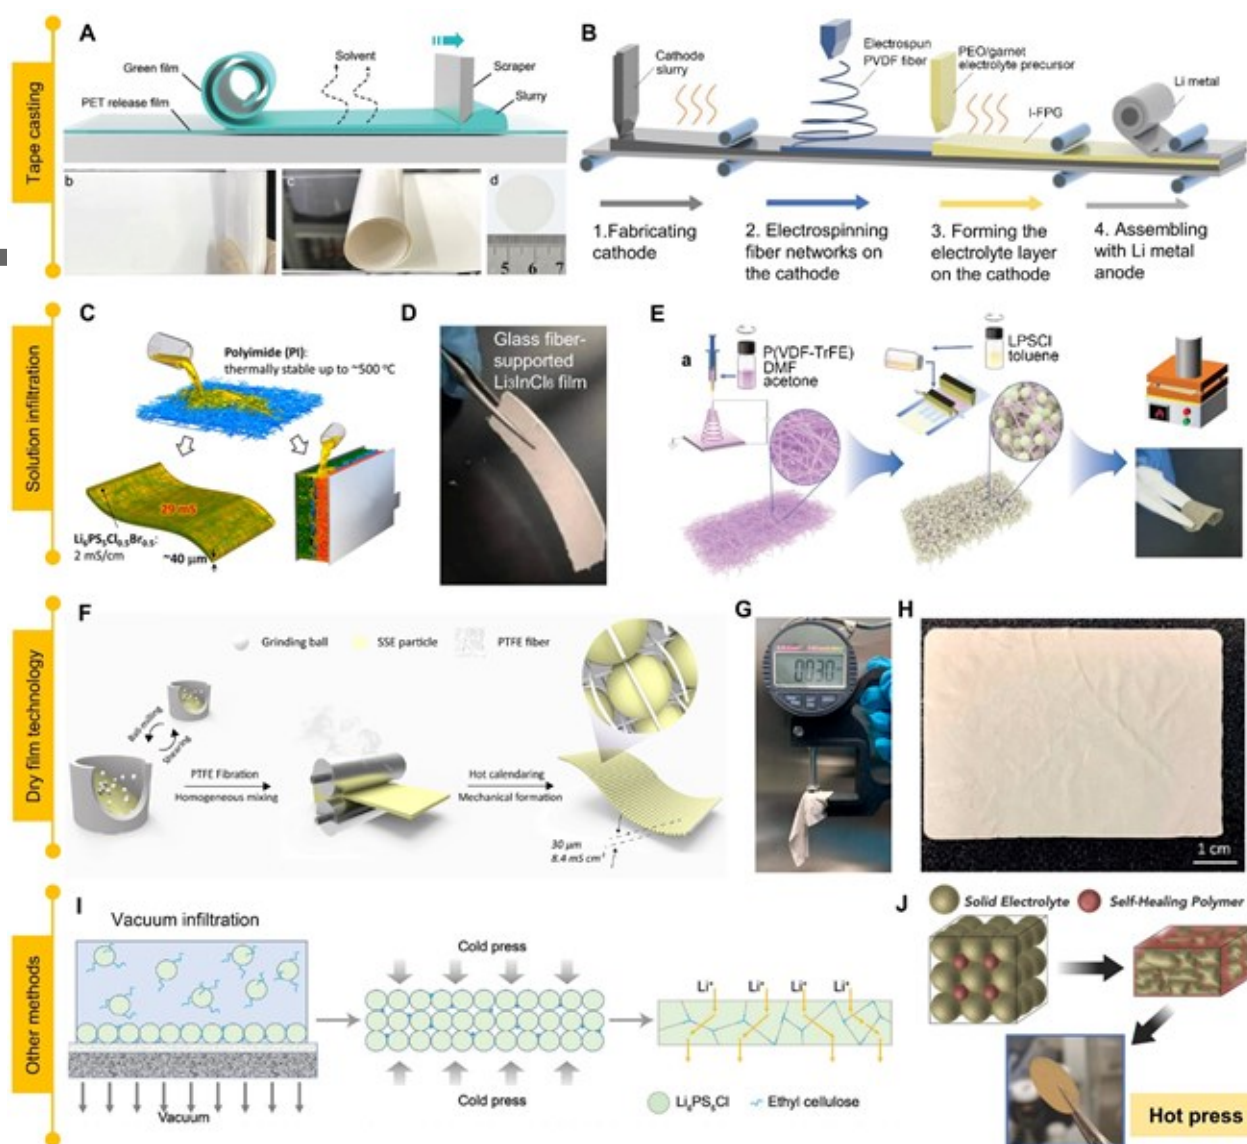 Tape casting
A
Solvent
Green film
Scraper
PET release film
Slurry
b
c
d
5 6 7
B
Cathode
slurry
Electrospun
PVDF fiber
PEO/garnet
electrolyte precursor
Li metal
I-FPG
1.Fabricating
cathode
2. Electrospinning
fiber networks on
the cathode
3. Forming the
electrolyte layer
on the cathode
4. Assembling
with Li metal
anode
Solution infiltration
C
Polyimide (PI):
thermally stable up to ~500 °C
29 mS
Li₆PS₅Cl₀.₅Br₀.₅:
2 mS/cm
~40 μm
D
Glass fiber-
supported
Li₃InCl₆ film
E
a
P(VDF-TrFE)
DMF
acetone
LPSCl
toluene
Dry film technology
F
Grinding ball
SSE particle
PTFE fiber
Ball-milling
Shearing
PTFE Fibration
Homogeneous mixing
Hot calendaring
Mechanical formation
30 μm
8.4 mS cm⁻¹
G
0.030
H
1 cm
Other methods
I
Vacuum infiltration
Vacuum
Cold press
Cold press
Li⁺ Li⁺ Li⁺ Li⁺
Li₆PS₅Cl
Ethyl cellulose
J
Solid Electrolyte
Self-Healing Polymer
Hot press